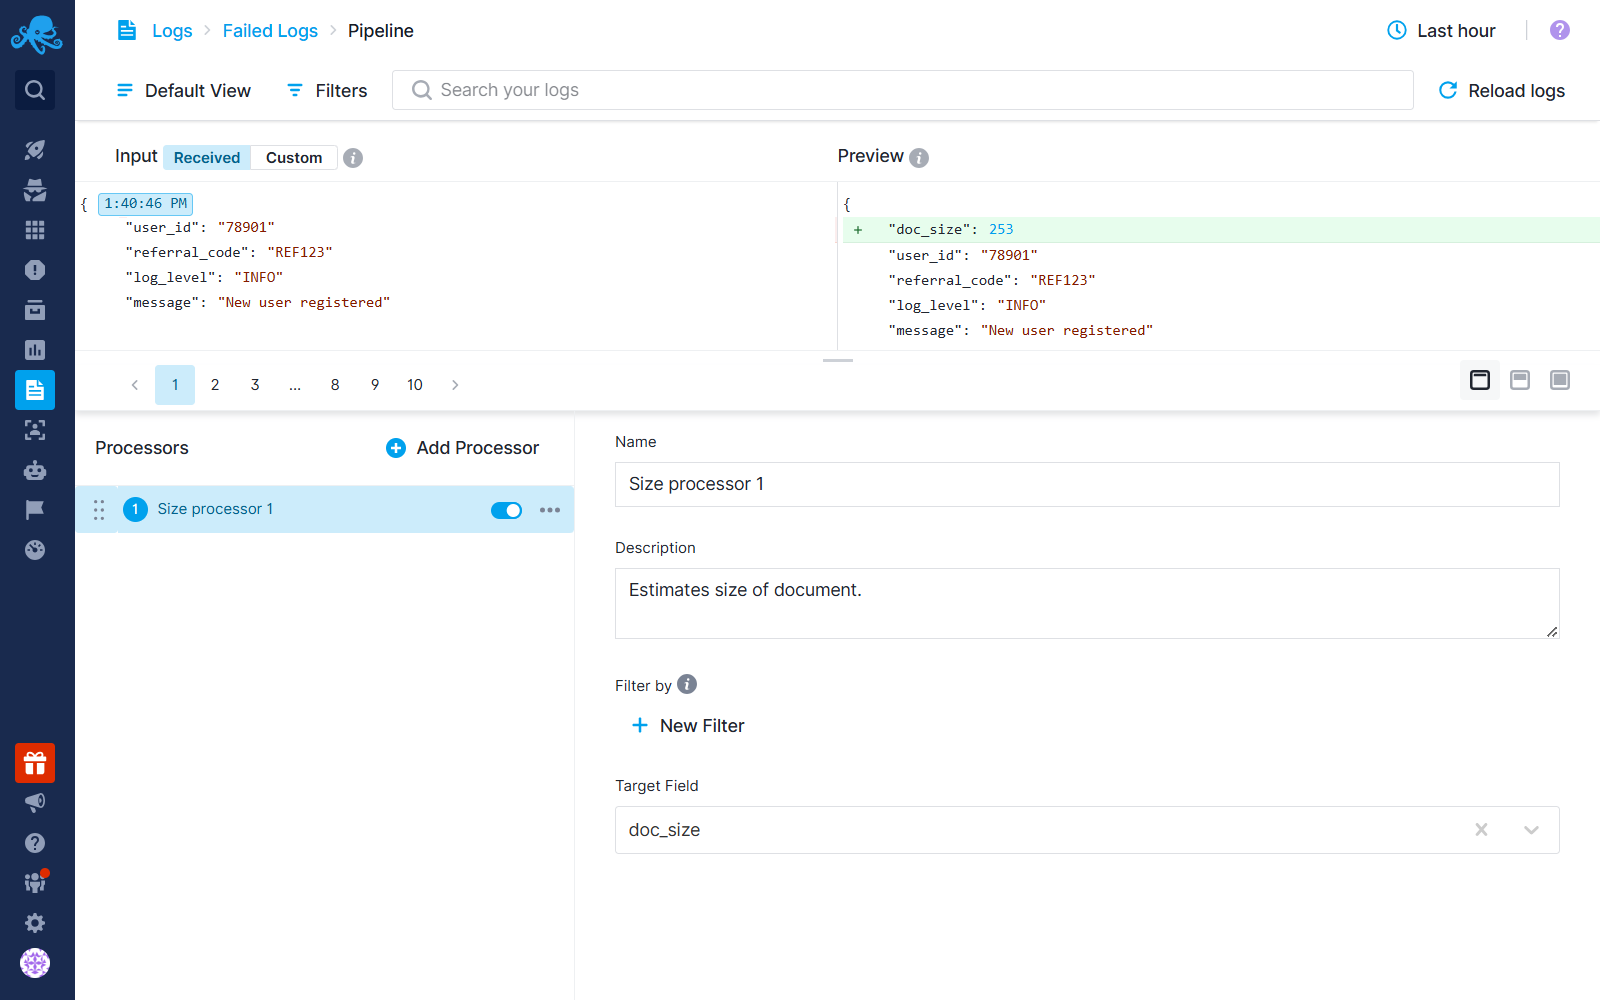 Logs
Failed Logs
Pipeline
Last hour
?
Default View
Filters
Search your logs
Reload logs
Input
Received
Custom
i
Preview
i
{ 1:40:46 PM
"user_id": "78901"
"referral_code": "REF123"
"log_level": "INFO"
"message": "New user registered"
{
+ "doc_size": 253
"user_id": "78901"
"referral_code": "REF123"
"log_level": "INFO"
"message": "New user registered"
1 2 3 ... 8 9 10
Processors
Add Processor
1 Size processor 1
Name
Size processor 1
Description
Estimates size of document.
Filter by i
+ New Filter
Target Field
doc_size